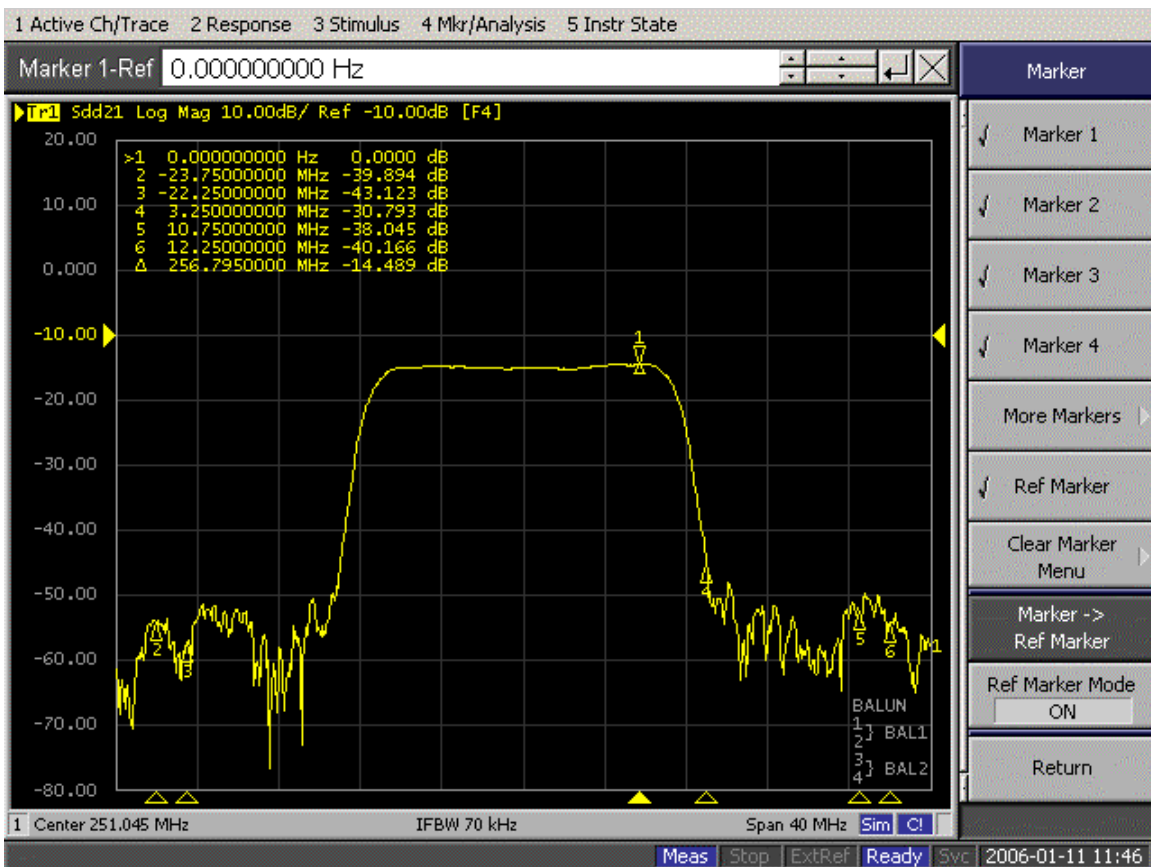 1 Active Ch/Trace 2 Response 3 Stimulus 4 Mkr/Analysis 5 Instr State
Marker 1-Ref 0.000000000 Hz
Marker
Tr1 Sdd21 Log Mag 10.00dB/ Ref -10.00dB [F4]
20.00
10.00
0.000
-10.00
-20.00
-30.00
-40.00
-50.00
-60.00
-70.00
-80.00
>1 0.000000000 Hz 0.0000 dB
2 -23.75000000 MHz -39.894 dB
3 -22.25000000 MHz -43.123 dB
4 3.250000000 MHz -30.793 dB
5 10.75000000 MHz -38.045 dB
6 12.25000000 MHz -40.166 dB
Δ 256.7950000 MHz -14.489 dB
1
2
3
4
5
6
1
BALUN
1
2} BAL1
3
4} BAL2
Marker 1
Marker 2
Marker 3
Marker 4
More Markers
Ref Marker
Clear Marker
Menu
Marker ->
Ref Marker
Ref Marker Mode
ON
Return
1 Center 251.045 MHz IFBW 70 kHz Span 40 MHz Sim C!
Meas Stop ExtRef Ready Svc 2006-01-11 11:46